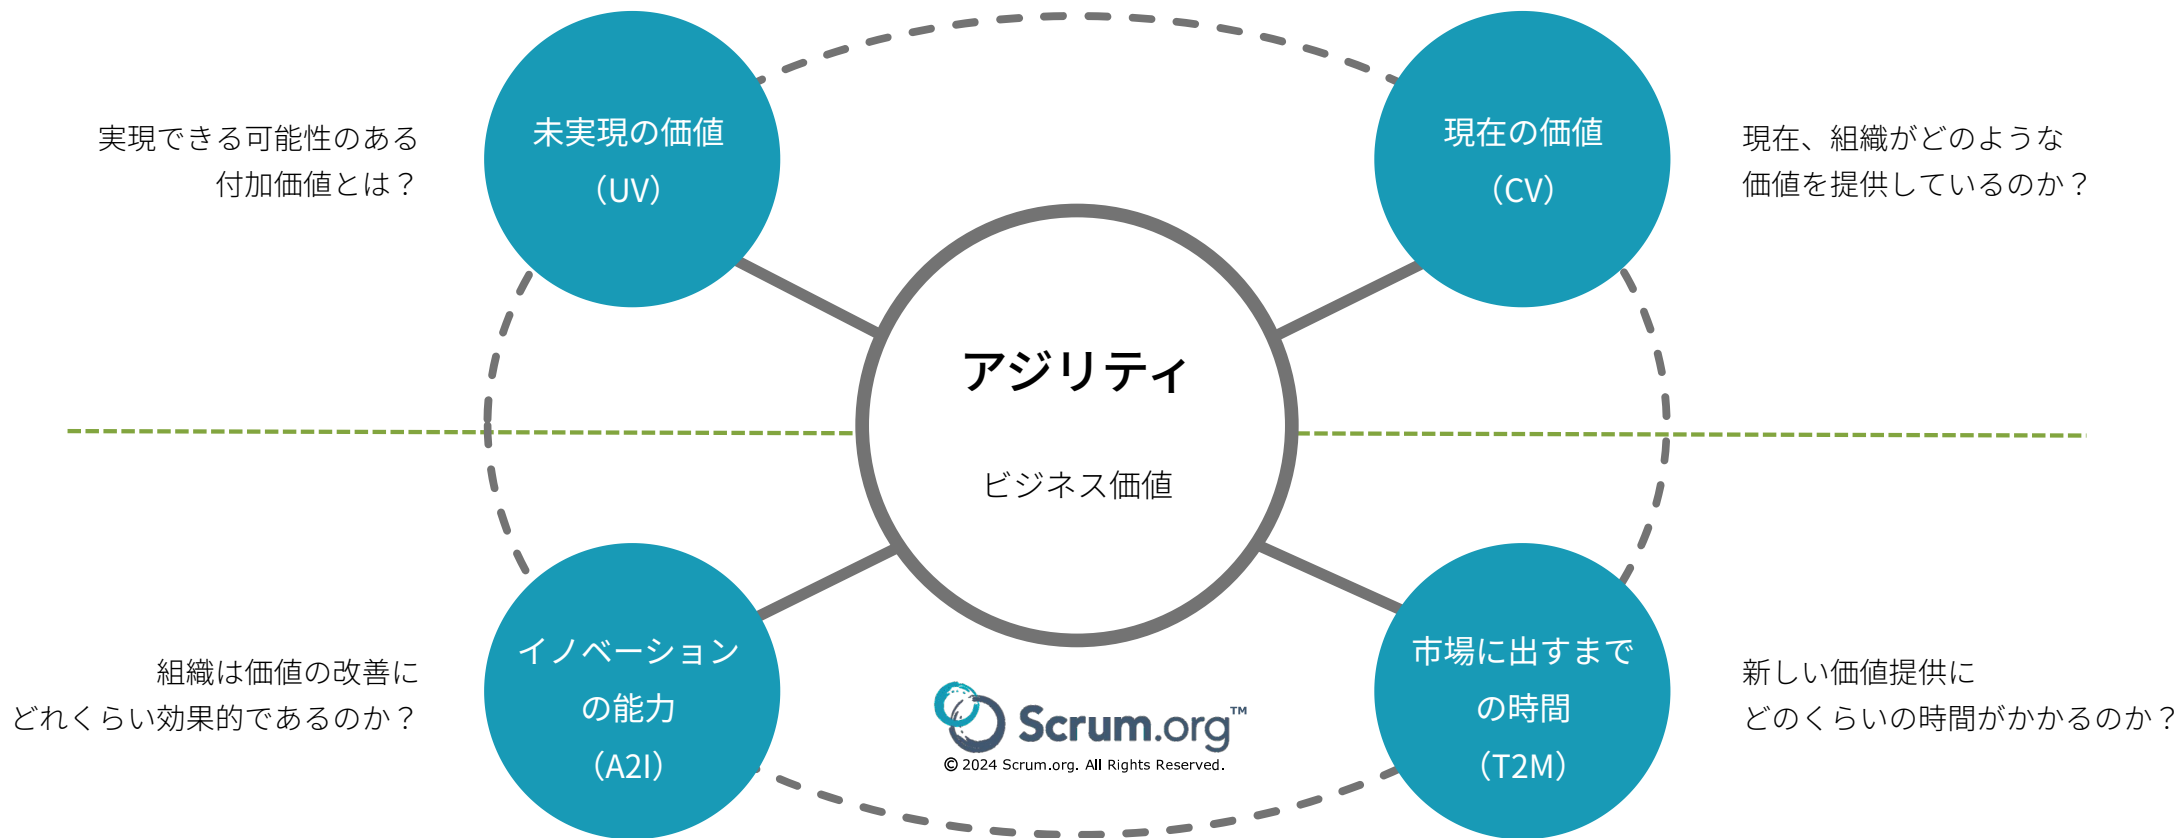 実現できる可能性のある
付加価値とは？
未実現の価値
（UV）
現在の価値
（CV）
現在、組織がどのような
価値を提供しているのか？
アジリティ
ビジネス価値
組織は価値の改善に
どれくらい効果的であるのか？
イノベーション
の能力
（A2I）
市場に出すまで
の時間
（T2M）
新しい価値提供に
どのくらいの時間がかかるのか？
Scrum.org™
© 2024 Scrum.org. All Rights Reserved.